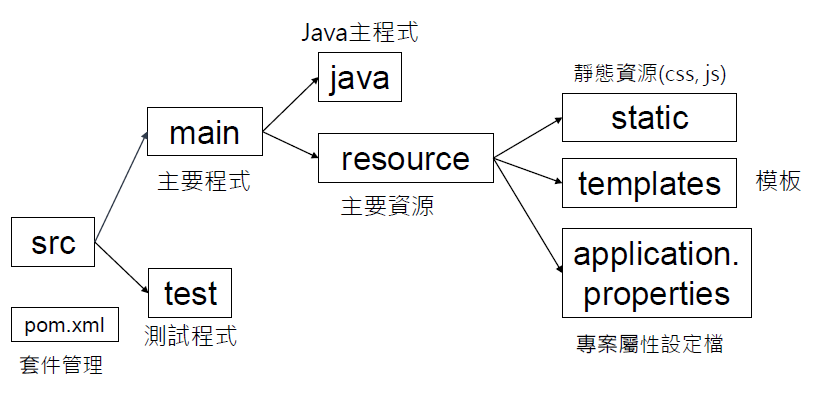 Java主程式
java
靜態資源(css, js)
static
main
主要程式
resource
主要資源
templates
模板
src
application.
properties
專案屬性設定檔
test
測試程式
pom.xml
套件管理